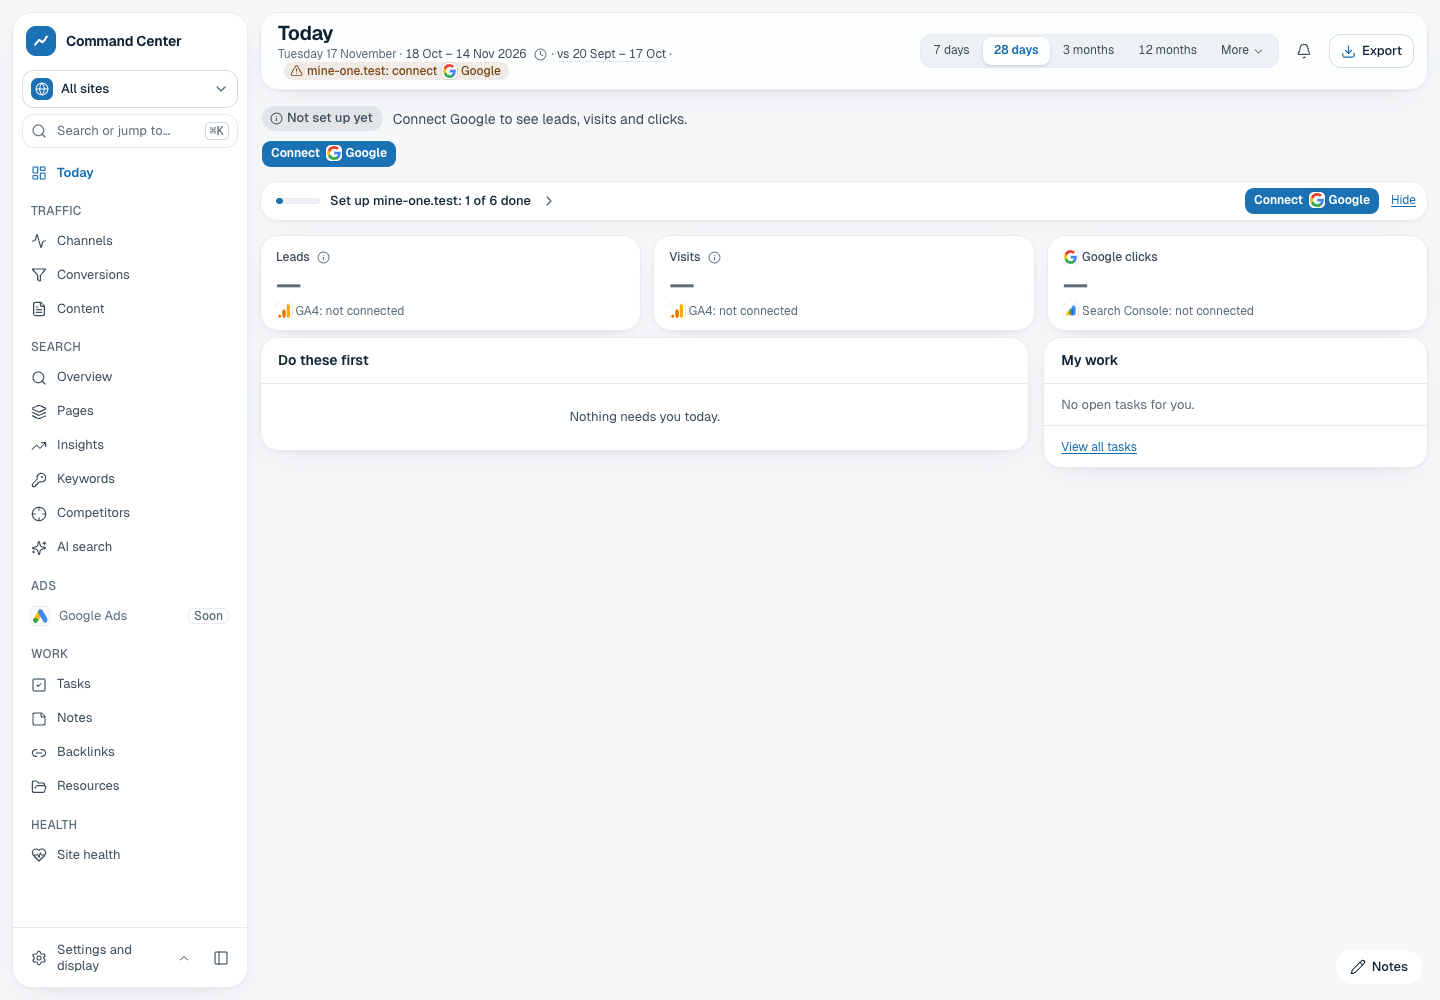 Command Center
All sites
Search or jump to...
⌘K
Today
TRAFFIC
Channels
Conversions
Content
SEARCH
Overview
Pages
Insights
Keywords
Competitors
AI search
ADS
Google Ads
Soon
WORK
Tasks
Notes
Backlinks
Resources
HEALTH
Site health
Settings and
display
Today
Tuesday 17 November · 18 Oct – 14 Nov 2026 · vs 20 Sept – 17 Oct ·
mine-one.test: connect Google
7 days
28 days
3 months
12 months
More
Export
Not set up yet
Connect Google to see leads, visits and clicks.
Connect Google
Set up mine-one.test: 1 of 6 done
Connect Google
Hide
Leads
—
GA4: not connected
Visits
—
GA4: not connected
Google clicks
—
Search Console: not connected
Do these first
Nothing needs you today.
My work
No open tasks for you.
View all tasks
Notes